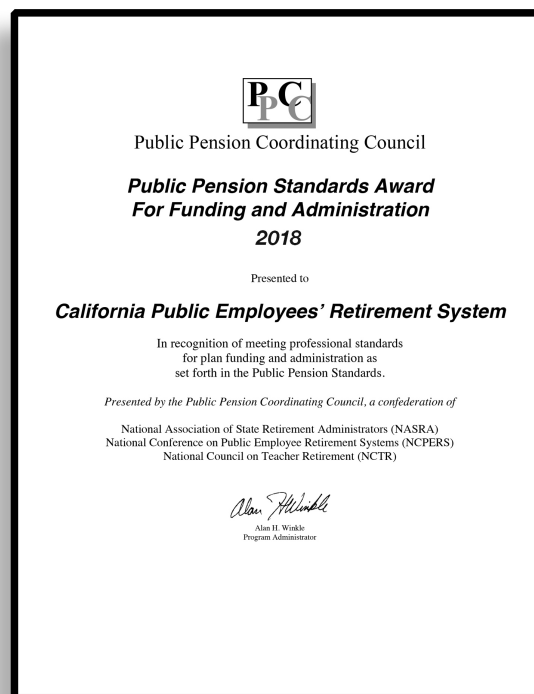 PPCC
Public Pension Coordinating Council
Public Pension Standards Award
For Funding and Administration
2018
Presented to
California Public Employees’ Retirement System
In recognition of meeting professional standards
for plan funding and administration as
set forth in the Public Pension Standards.
Presented by the Public Pension Coordinating Council, a confederation of
National Association of State Retirement Administrators (NASRA)
National Conference on Public Employee Retirement Systems (NCPERS)
National Council on Teacher Retirement (NCTR)
Alan H Winkle
Alan H. Winkle
Program Administrator